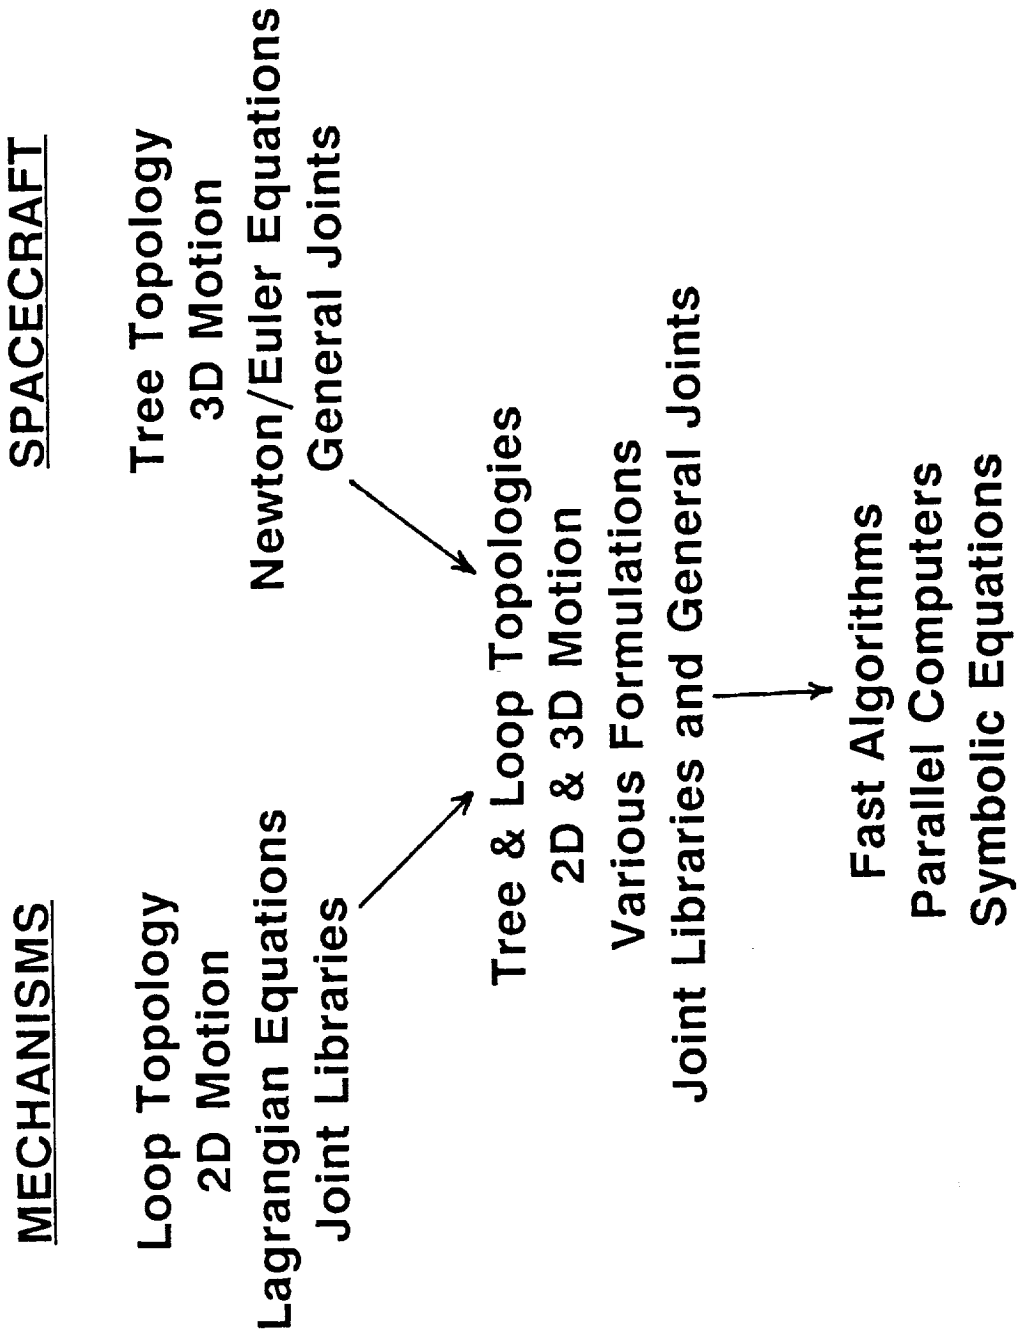 MECHANISMS
Loop Topology
2D Motion
Lagrangian Equations
Joint Libraries
SPACECRAFT
Tree Topology
3D Motion
Newton/Euler Equations
General Joints
Tree & Loop Topologies
2D & 3D Motion
Various Formulations
Joint Libraries and General Joints
Fast Algorithms
Parallel Computers
Symbolic Equations